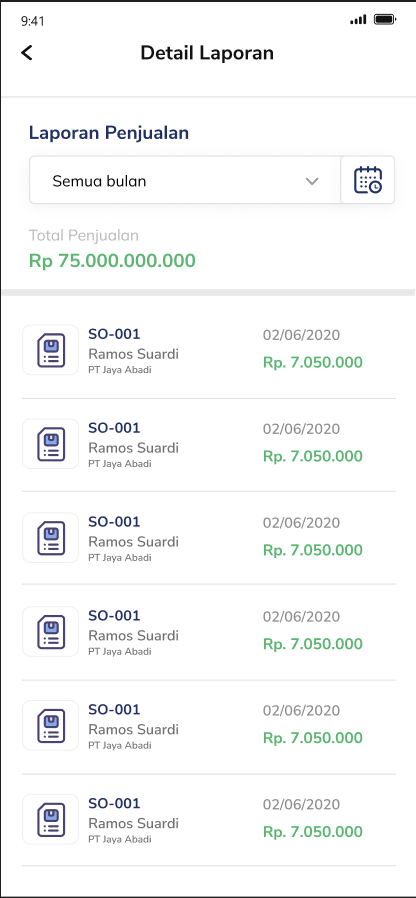 9:41
Detail Laporan
Laporan Penjualan
Semua bulan
Total Penjualan
Rp 75.000.000.000
SO-001
Ramos Suardi
PT Jaya Abadi
02/06/2020
Rp. 7.050.000
SO-001
Ramos Suardi
PT Jaya Abadi
02/06/2020
Rp. 7.050.000
SO-001
Ramos Suardi
PT Jaya Abadi
02/06/2020
Rp. 7.050.000
SO-001
Ramos Suardi
PT Jaya Abadi
02/06/2020
Rp. 7.050.000
SO-001
Ramos Suardi
PT Jaya Abadi
02/06/2020
Rp. 7.050.000
SO-001
Ramos Suardi
PT Jaya Abadi
02/06/2020
Rp. 7.050.000